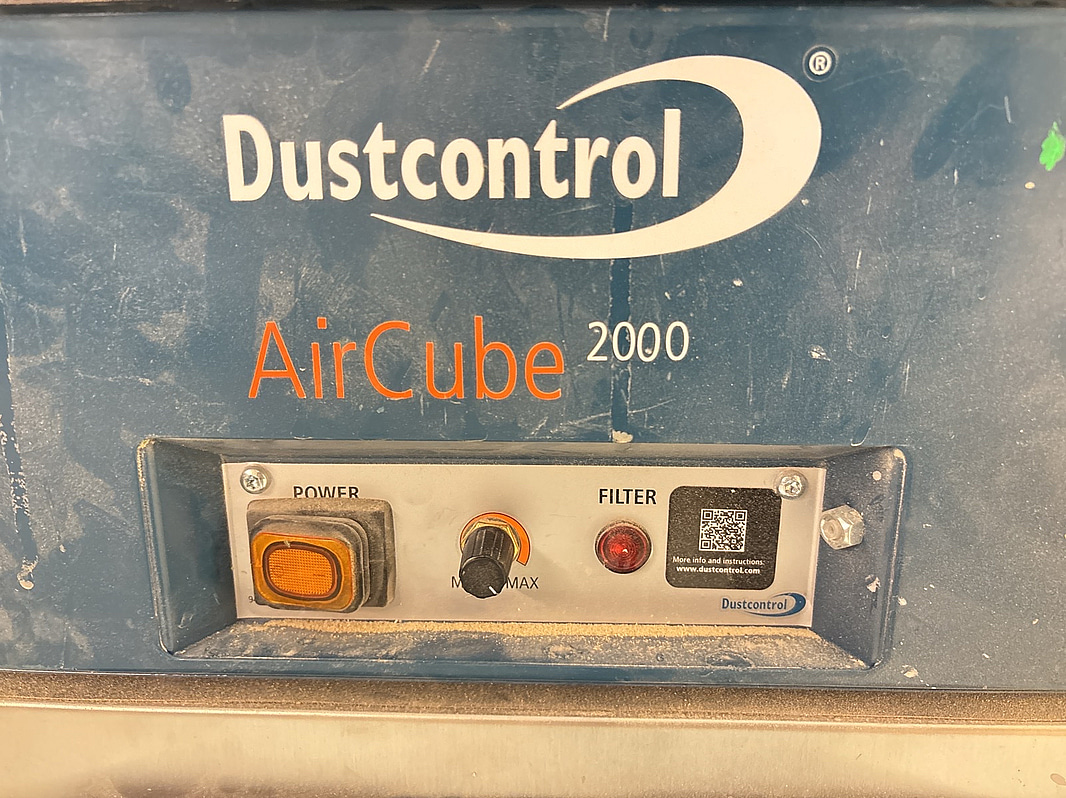 Dustcontrol®
AirCube 2000
POWER
FILTER
MAX
More info and instructions:
www.dustcontrol.com
Dustcontrol